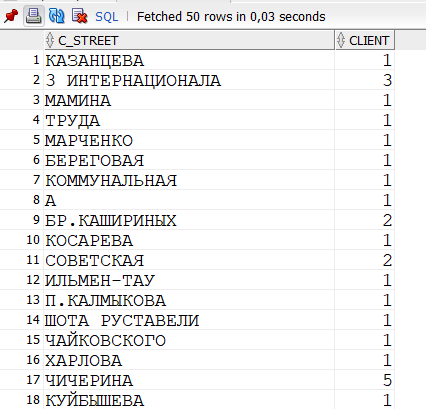 SQL | Fetched 50 rows in 0,03 seconds
C_STREET CLIENT
1 КАЗАНЦЕВА 1
2 3 ИНТЕРНАЦИОНАЛА 3
3 МАМИНА 1
4 ТРУДА 1
5 МАРЧЕНКО 1
6 БЕРЕГОВАЯ 1
7 КОММУНАЛЬНАЯ 1
8 А 1
9 БР.КАШИРИНЫХ 2
10 КОСАРЕВА 1
11 СОВЕТСКАЯ 2
12 ИЛЬМЕН-ТАУ 1
13 П.КАЛМЫКОВА 1
14 ШОТА РУСТАВЕЛИ 1
15 ЧАЙКОВСКОГО 1
16 ХАРЛОВА 1
17 ЧИЧЕРИНА 5
18 КУЙБЫШЕВА 1